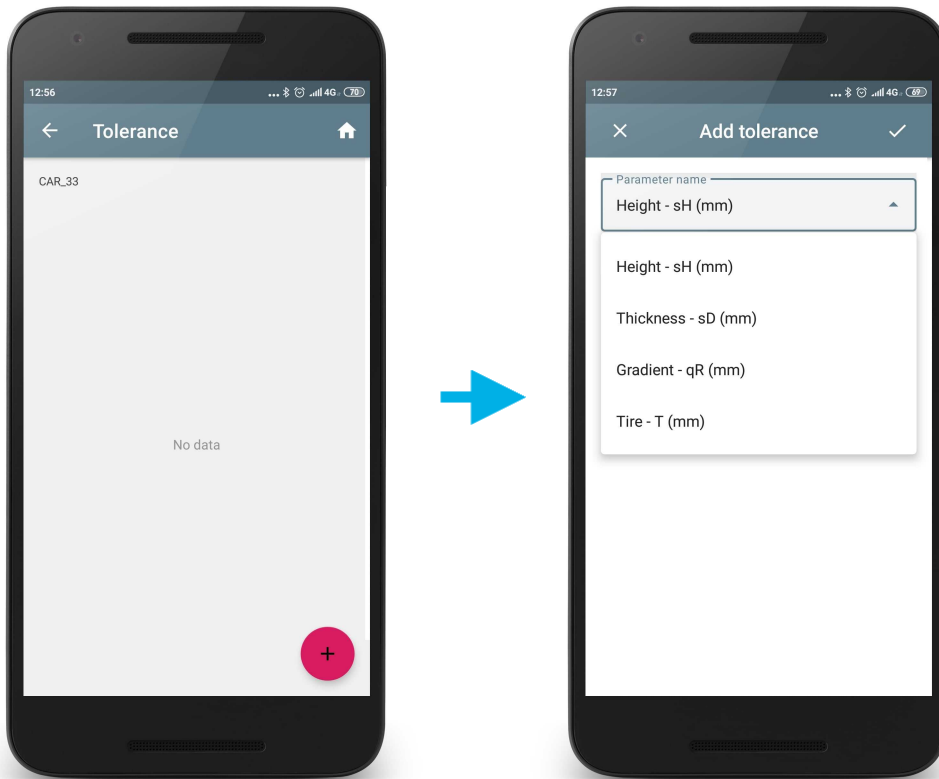 12:56
4G 70
Tolerance
CAR_33
No data
+
12:57
4G 69
Add tolerance
Parameter name
Height - sH (mm)
Height - sH (mm)
Thickness - sD (mm)
Gradient - qR (mm)
Tire - T (mm)